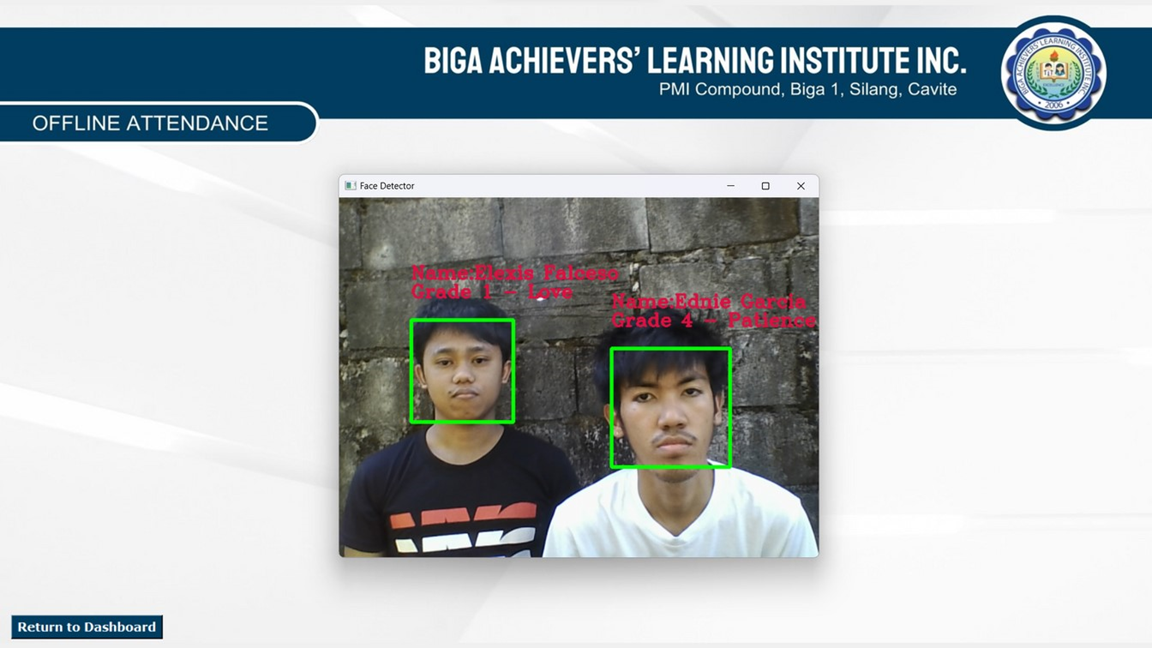 BIGA ACHIEVERS' LEARNING INSTITUTE INC.
PMI Compound, Biga 1, Silang, Cavite
BIGA ACHIEVERS' LEARNING INSTITUTE INC.
2006
OFFLINE ATTENDANCE
Face Detector
Name:Elexis Falceso
Grade 1 - Love
Name:Ednie Garcia
Grade 4 - Patience
Return to Dashboard